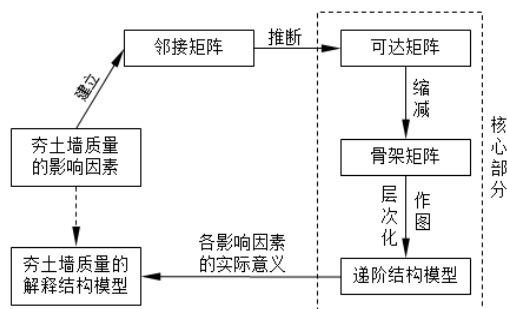 邻接矩阵
推断
可达矩阵
建立
缩减
夯土墙质量
的影响因素
骨架矩阵
核心部分
层次化
作图
各影响因素
的实际意义
夯土墙质量的
解释结构模型
递阶结构模型